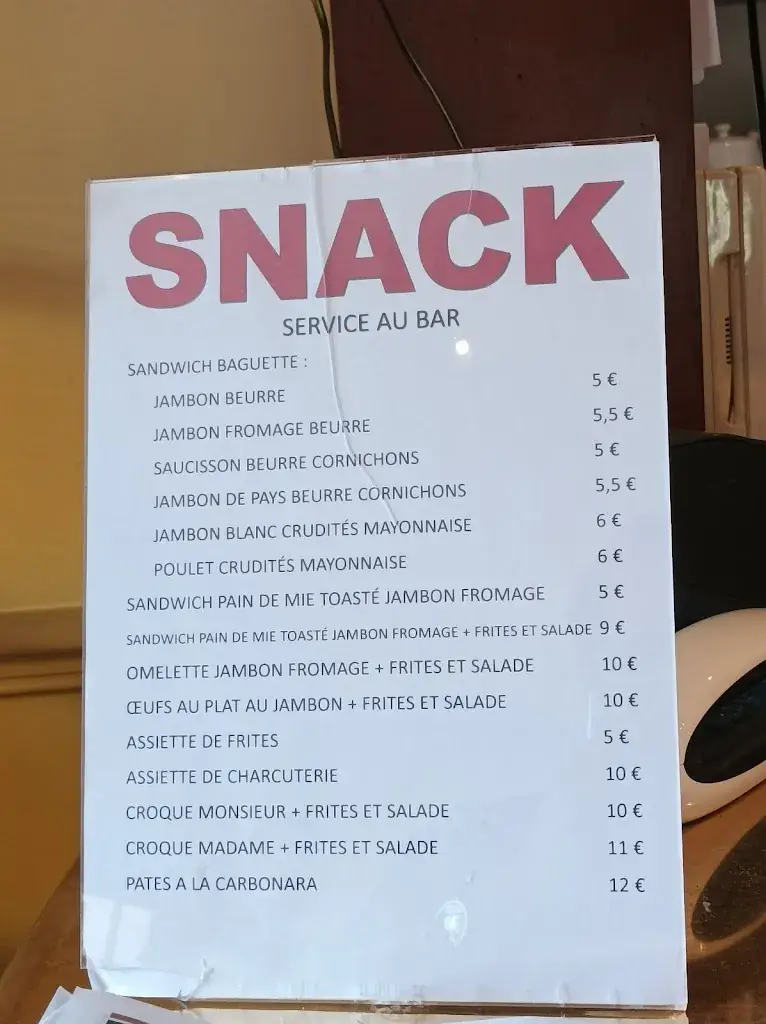 SNACK
SERVICE AU BAR
SANDWICH BAGUETTE :
JAMBON BEURRE 5 €
JAMBON FROMAGE BEURRE 5,5 €
SAUCISSON BEURRE CORNICHONS 5 €
JAMBON DE PAYS BEURRE CORNICHONS 5,5 €
JAMBON BLANC CRUDITÉS MAYONNAISE 6 €
POULET CRUDITÉS MAYONNAISE 6 €
SANDWICH PAIN DE MIE TOASTÉ JAMBON FROMAGE 5 €
SANDWICH PAIN DE MIE TOASTÉ JAMBON FROMAGE + FRITES ET SALADE 9 €
OMELETTE JAMBON FROMAGE + FRITES ET SALADE 10 €
ŒUFS AU PLAT AU JAMBON + FRITES ET SALADE 10 €
ASSIETTE DE FRITES 5 €
ASSIETTE DE CHARCUTERIE 10 €
CROQUE MONSIEUR + FRITES ET SALADE 10 €
CROQUE MADAME + FRITES ET SALADE 11 €
PATES A LA CARBONARA 12 €